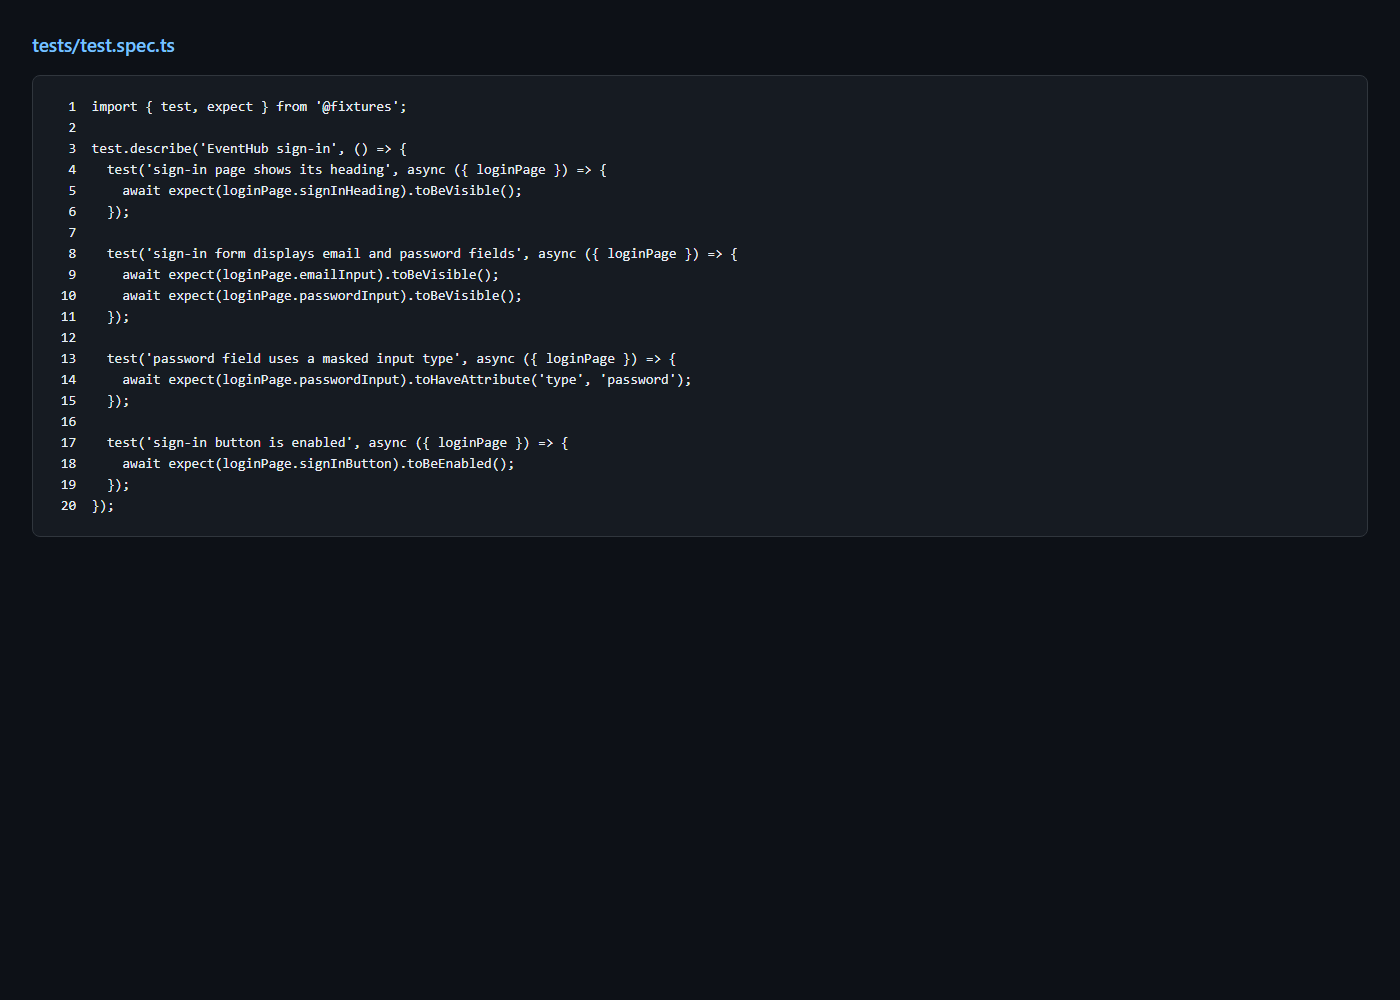 tests/test.spec.ts
1 import { test, expect } from '@fixtures';
2
3 test.describe('EventHub sign-in', () => {
4   test('sign-in page shows its heading', async ({ loginPage }) => {
5     await expect(loginPage.signInHeading).toBeVisible();
6   });
7
8   test('sign-in form displays email and password fields', async ({ loginPage }) => {
9     await expect(loginPage.emailInput).toBeVisible();
10     await expect(loginPage.passwordInput).toBeVisible();
11   });
12
13   test('password field uses a masked input type', async ({ loginPage }) => {
14     await expect(loginPage.passwordInput).toHaveAttribute('type', 'password');
15   });
16
17   test('sign-in button is enabled', async ({ loginPage }) => {
18     await expect(loginPage.signInButton).toBeEnabled();
19   });
20 });